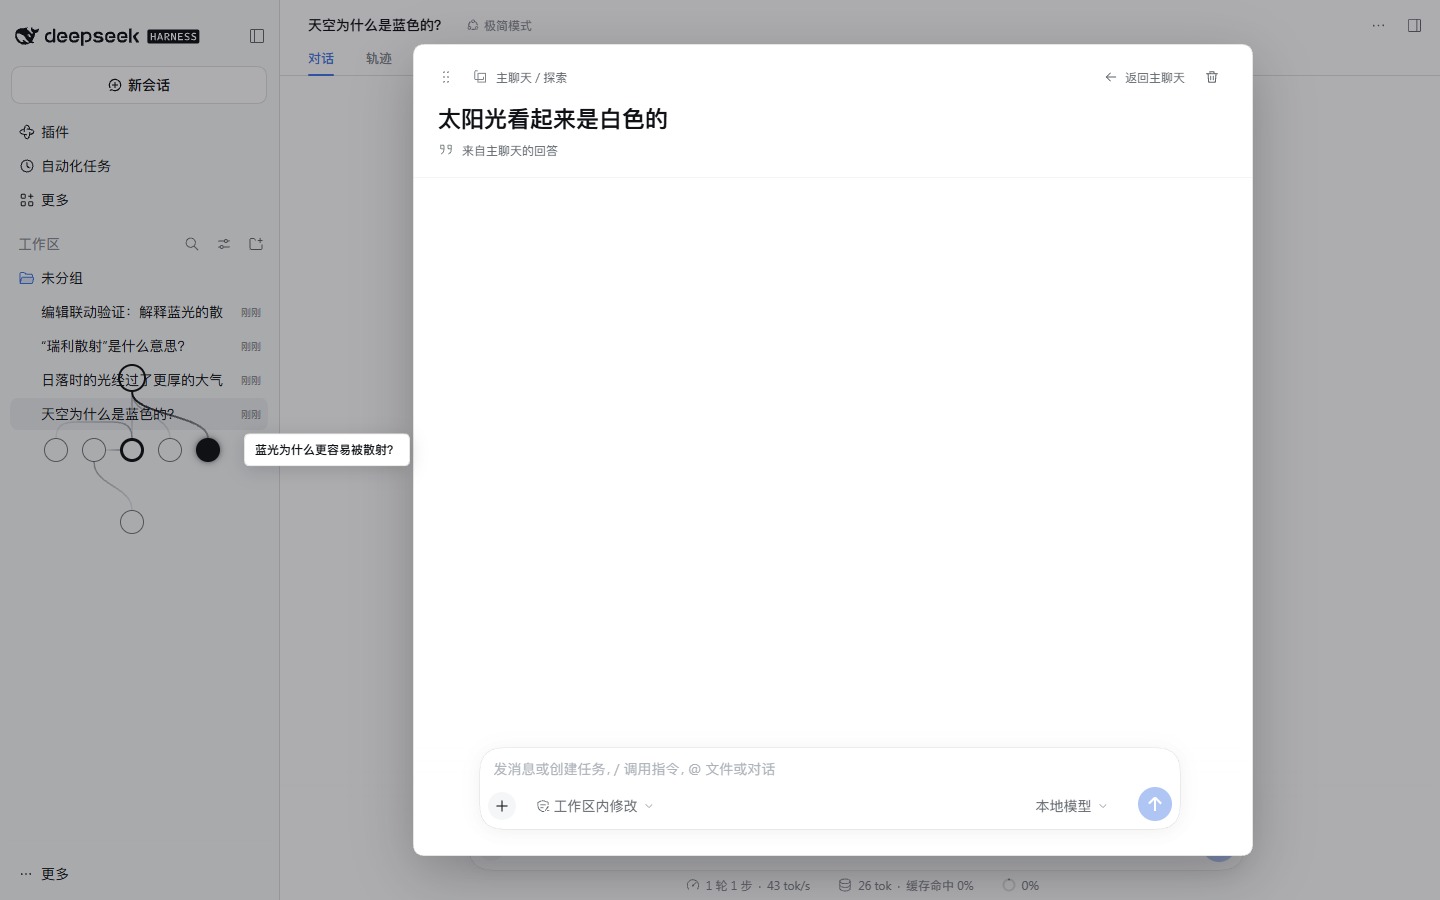 deepseek HARNESS
新会话
插件
自动化任务
更多
工作区
未分组
编辑联动验证：解释蓝光的散 刚刚
“瑞利散射”是什么意思？ 刚刚
日落时的光经过了更厚的大气 刚刚
天空为什么是蓝色的？ 刚刚
蓝光为什么更容易被散射？
更多
天空为什么是蓝色的？ 极简模式
对话 轨迹
主聊天 / 探索 返回主聊天
太阳光看起来是白色的
来自主聊天的回答
发消息或创建任务, / 调用指令, @ 文件或对话
工作区内修改 本地模型
1 轮 1 步 · 43 tok/s 26 tok · 缓存命中 0% 0%